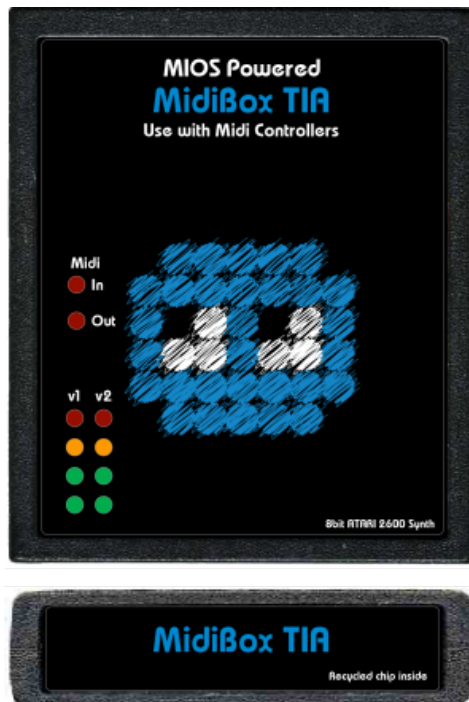 MIOS Powered
MidiBox TIA
Use with Midi Controllers
Midi
In
Out
v1 v2
8bit ATARI 2600 Synth
MidiBox TIA
Recycled chip inside